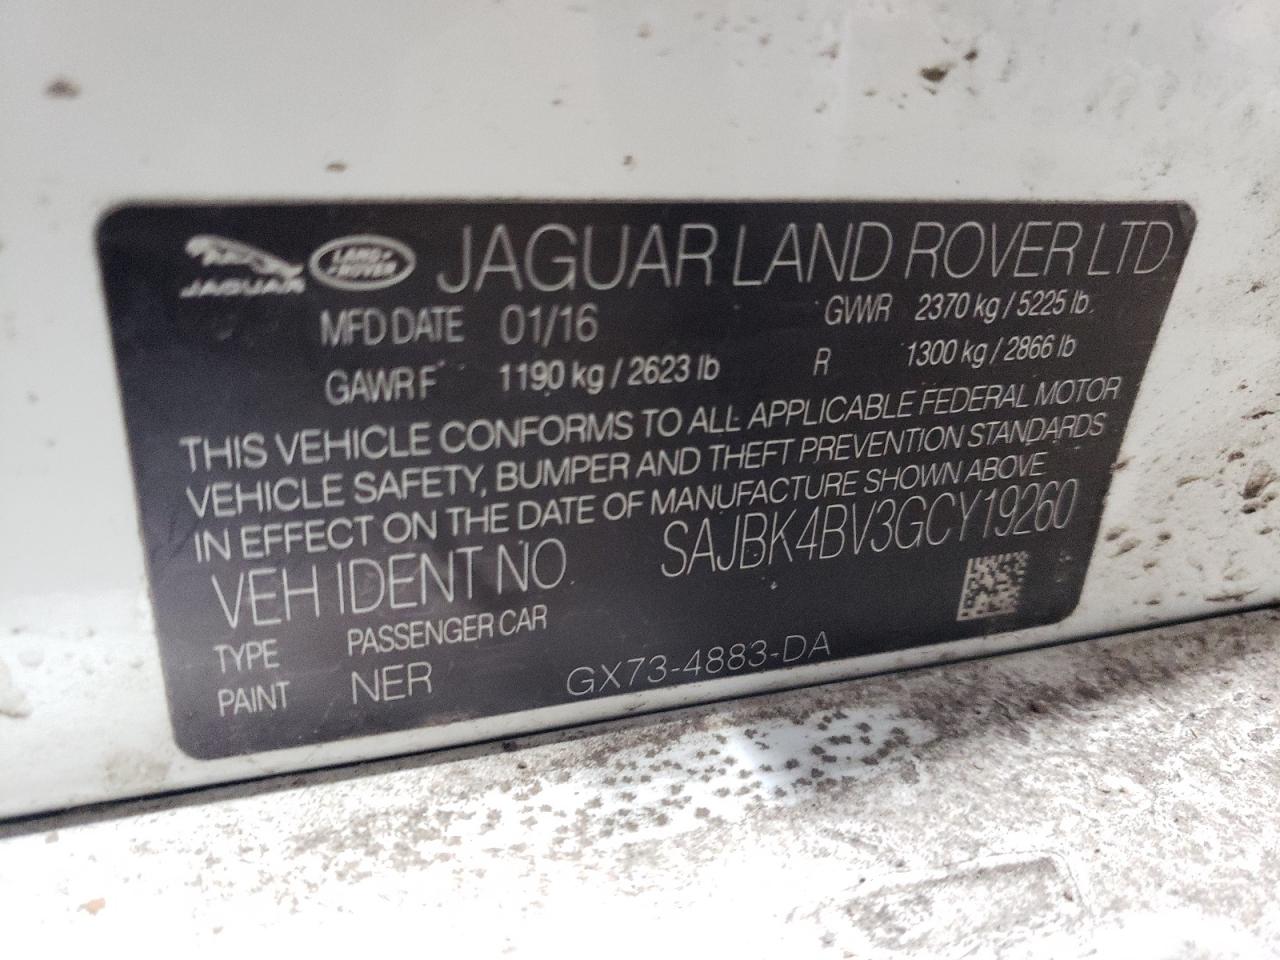 JAGUAR LAND ROVER JAGUAR LAND ROVER LTD
MFD DATE 01/16 GVWR 2370 kg / 5225 lb.
GAWR F 1190 kg / 2623 lb R 1300 kg / 2866 lb
THIS VEHICLE CONFORMS TO ALL APPLICABLE FEDERAL MOTOR
VEHICLE SAFETY, BUMPER AND THEFT PREVENTION STANDARDS
IN EFFECT ON THE DATE OF MANUFACTURE SHOWN ABOVE
VEH IDENT NO. SAJBK4BV3GCY19260
TYPE PASSENGER CAR
PAINT NER GX73-4883-DA